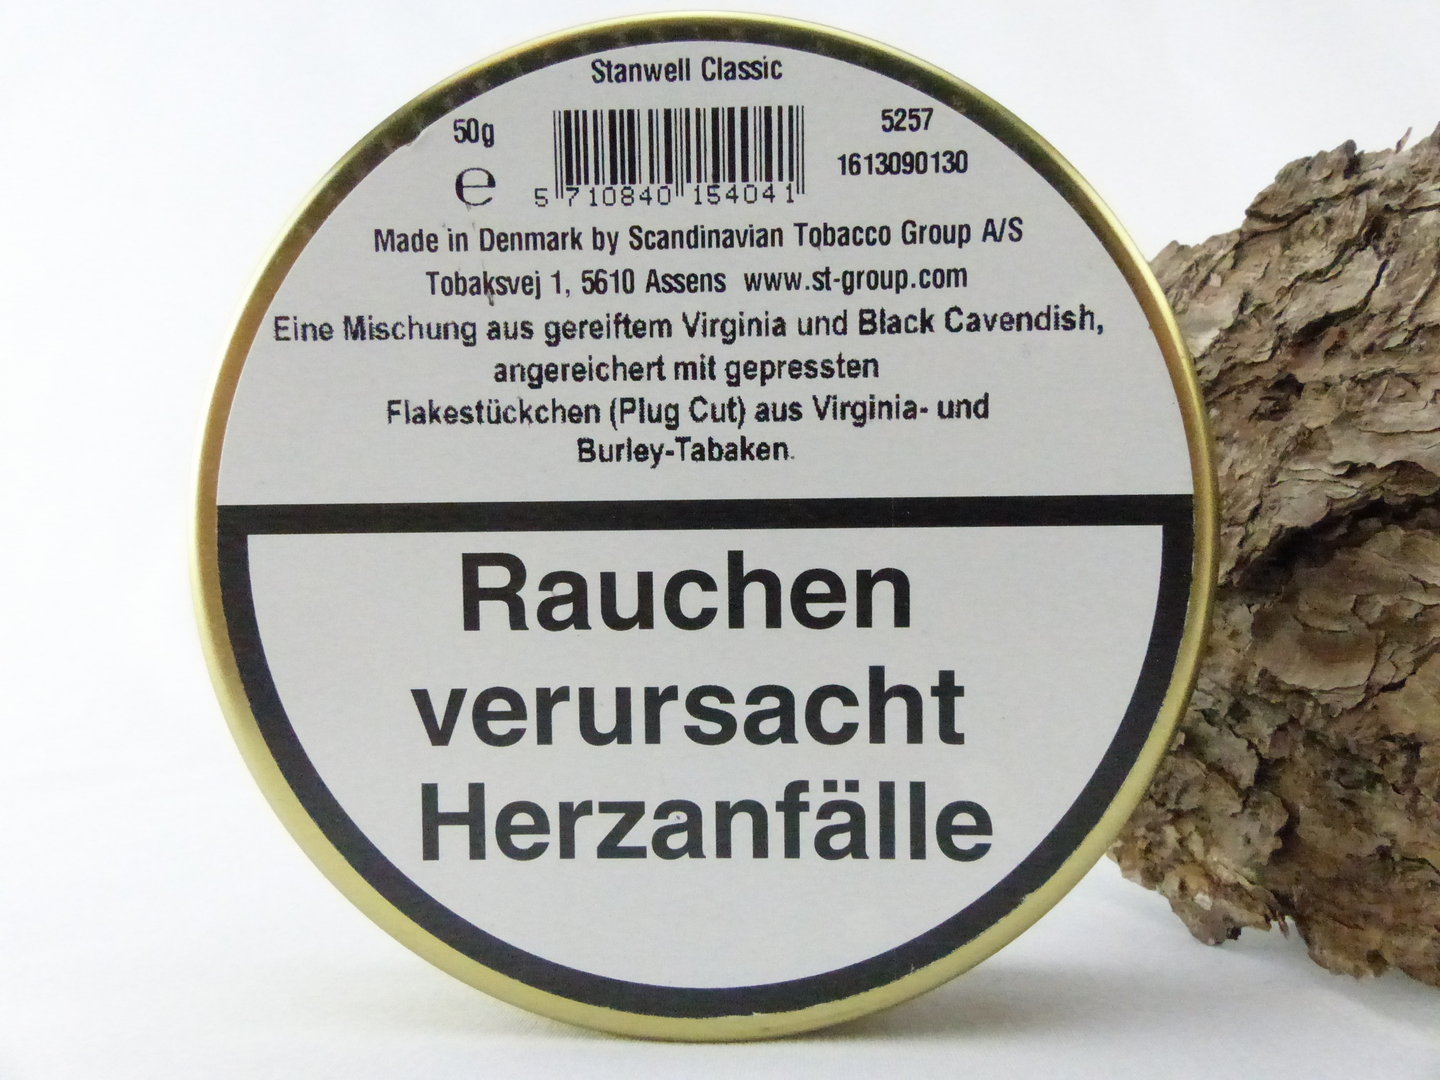 Stanwell Classic
50g
5257
1613090130
℮
5 710840 154041
Made in Denmark by Scandinavian Tobacco Group A/S
Tobaksvej 1, 5610 Assens www.st-group.com
Eine Mischung aus gereiftem Virginia und Black Cavendish,
angereichert mit gepressten
Flakestückchen (Plug Cut) aus Virginia- und
Burley-Tabaken.
Rauchen
verursacht
Herzanfälle